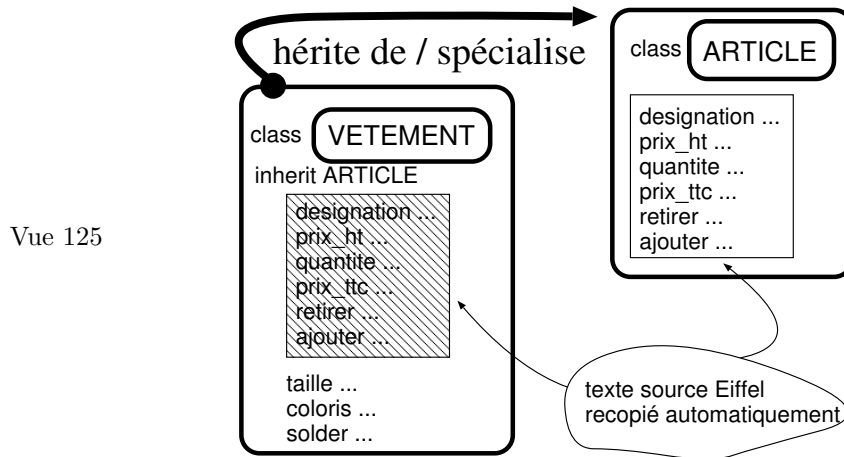 hérite de / spécialise
class ARTICLE
designation ...
prix_ht ...
quantite ...
prix_ttc ...
retirer ...
ajouter ...
class VETEMENT
inherit ARTICLE
designation ...
prix_ht ...
quantite ...
prix_ttc ...
retirer ...
ajouter ...
taille ...
coloris ...
solder ...
Vue 125
texte source Eiffel
recopié automatiquement